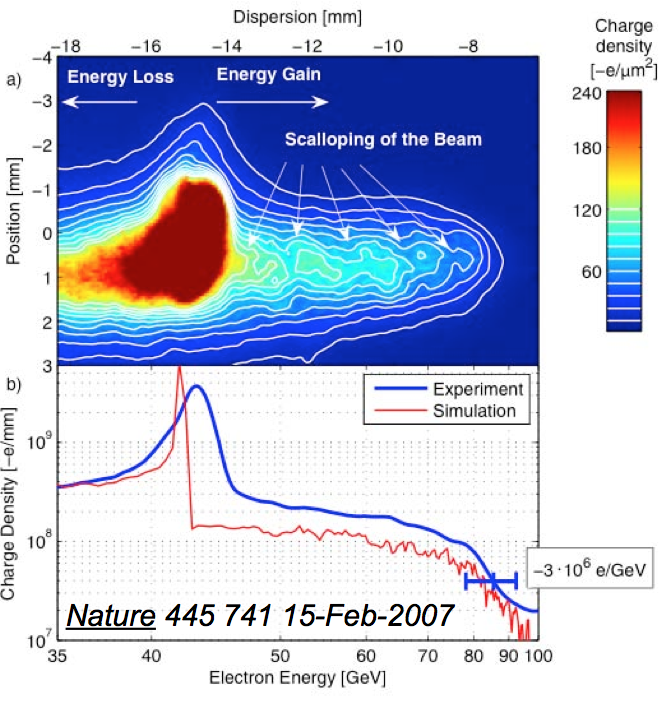 Dispersion [mm]
−18 −16 −14 −12 −10 −8
Charge
density
[−e/µm²]
a)
Energy Loss
Energy Gain
Scalloping of the Beam
Position [mm]
−4
−3
−2
−1
0
1
2
3
240
180
120
60
b)
Experiment
Simulation
Charge Density [−e/mm]
10⁹
10⁸
10⁷
−3 ·10⁶ e/GeV
Nature 445 741 15-Feb-2007
35 40 50 60 70 80 90 100
Electron Energy [GeV]